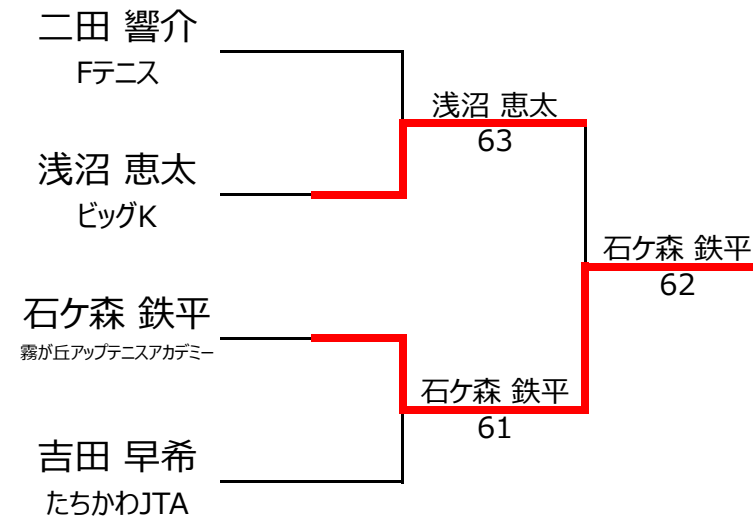 二田 響介
Fテニス
浅沼 恵太
ビッグK
石ケ森 鉄平
霧が丘アップテニスアカデミー
吉田 早希
たちかわJTA
浅沼 恵太
63
石ケ森 鉄平
61
石ケ森 鉄平
62